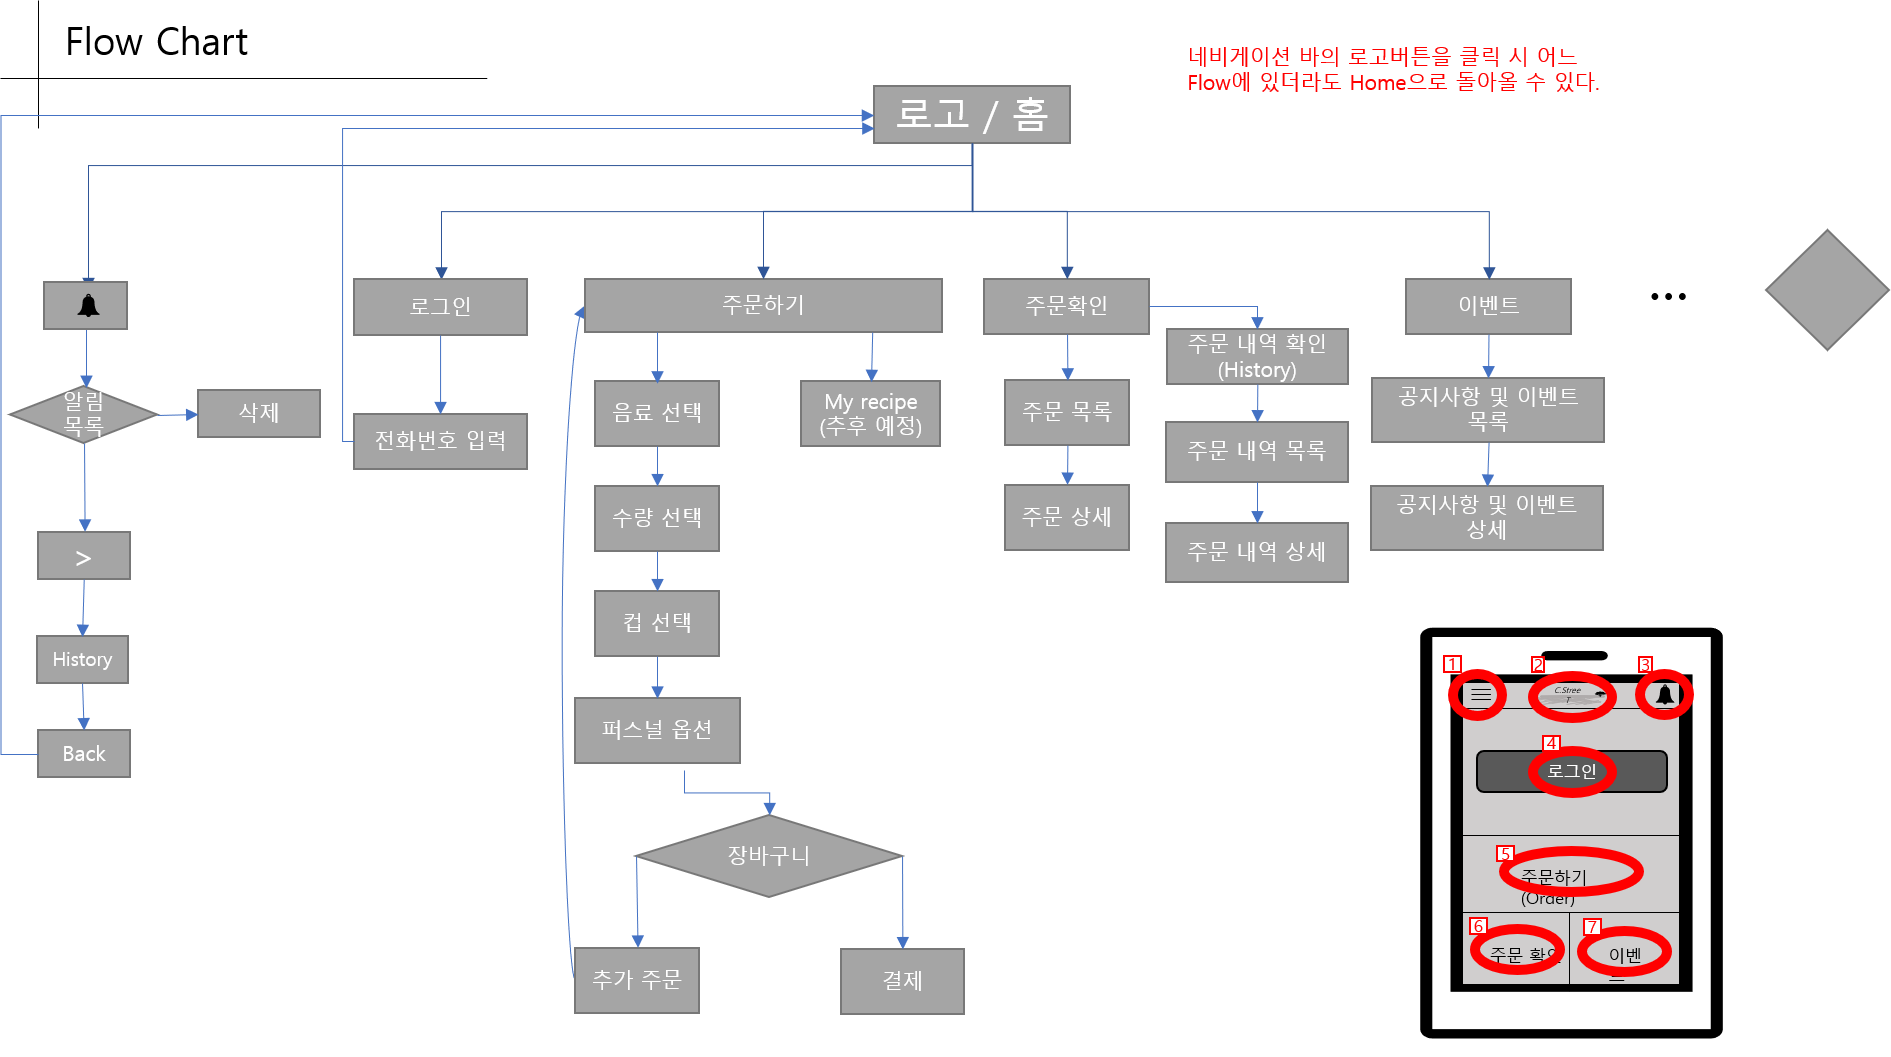 Flow Chart
네비게이션 바의 로고버튼을 클릭 시 어느
Flow에 있더라도 Home으로 돌아올 수 있다.
로고 / 홈
로그인
주문하기
주문확인
이벤트
...
알림
목록
삭제
>
History
Back
전화번호 입력
음료 선택
My recipe
(추후 예정)
수량 선택
컵 선택
퍼스널 옵션
장바구니
추가 주문
결제
주문 목록
주문 상세
주문 내역 확인
(History)
주문 내역 목록
주문 내역 상세
공지사항 및 이벤트
목록
공지사항 및 이벤트
상세
1
2
3
C.Stree
T
4
로그인
5
주문하기
(Order)
6
7
주문 확인
이벤